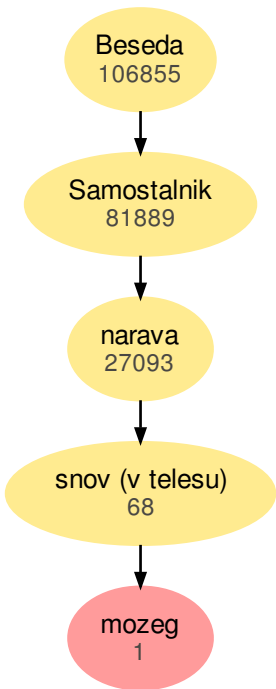 Beseda
106855
Samostalnik
81889
narava
27093
snov (v telesu)
68
mozeg
1